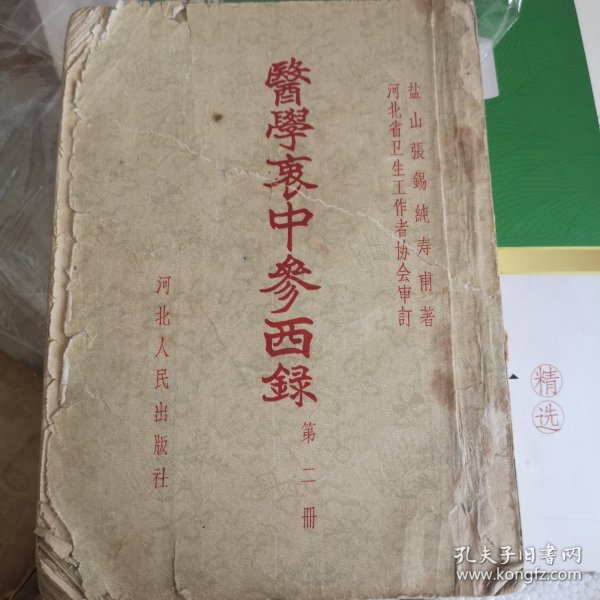 盐山張錫純寿甫著
河北省卫生工作者协会审訂
醫學衷中參西録
第二冊
河北人民出版社
精选
孔夫子旧书网
www.kongfz.com